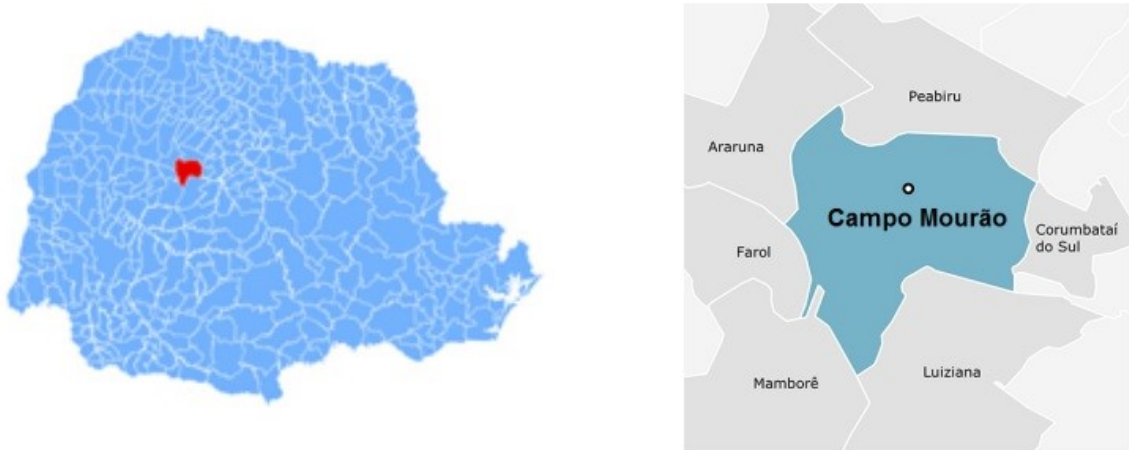 Peabiru
Araruna
Campo Mourão
Corumbataí
do Sul
Farol
Mamborê
Luiziana